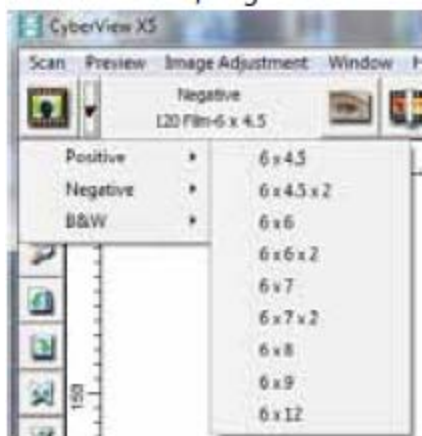 CyberView X5
Scan Preview Image Adjustment Window
Negative
120 Film-6 x 4.5
Positive
Negative
B&W
6 x 4.5
6 x 4.5 x 2
6 x 6
6 x 6 x 2
6 x 7
6 x 7 x 2
6 x 8
6 x 9
6 x 12
150